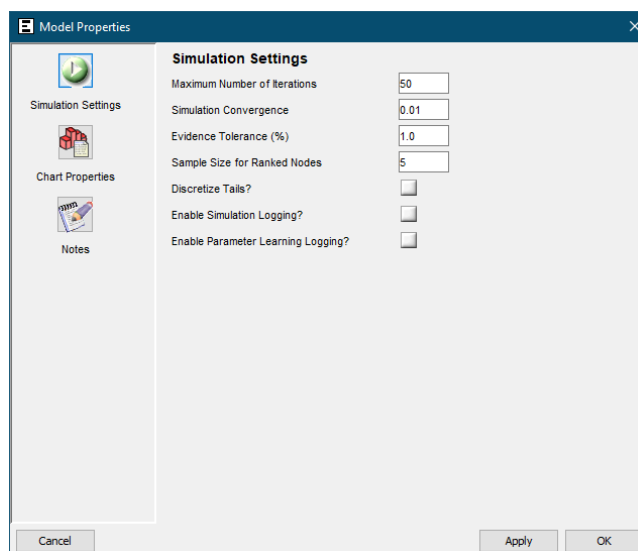 Model Properties
Simulation Settings
Chart Properties
Notes
Simulation Settings
Maximum Number of Iterations 50
Simulation Convergence 0.01
Evidence Tolerance (%) 1.0
Sample Size for Ranked Nodes 5
Discretize Tails?
Enable Simulation Logging?
Enable Parameter Learning Logging?
Cancel Apply OK